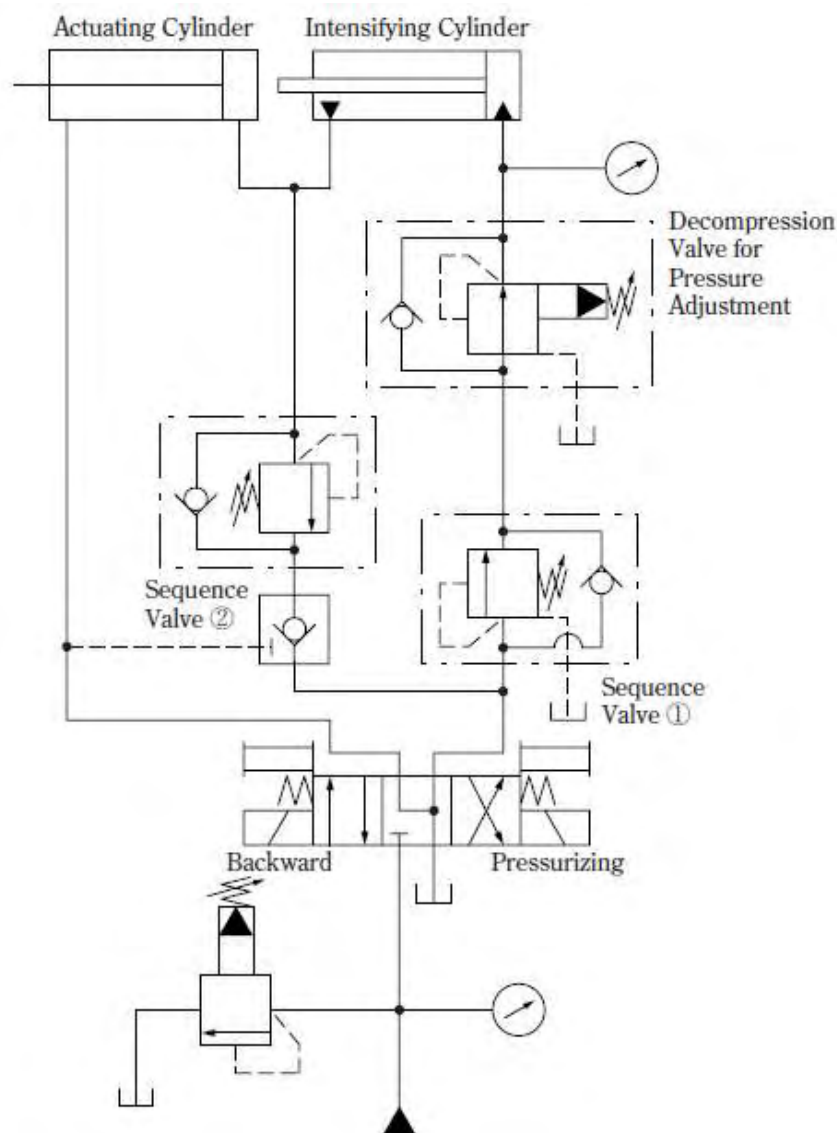 Actuating Cylinder
Intensifying Cylinder
Decompression
Valve for
Pressure
Adjustment
Sequence
Valve ②
Sequence
Valve ①
Backward
Pressurizing